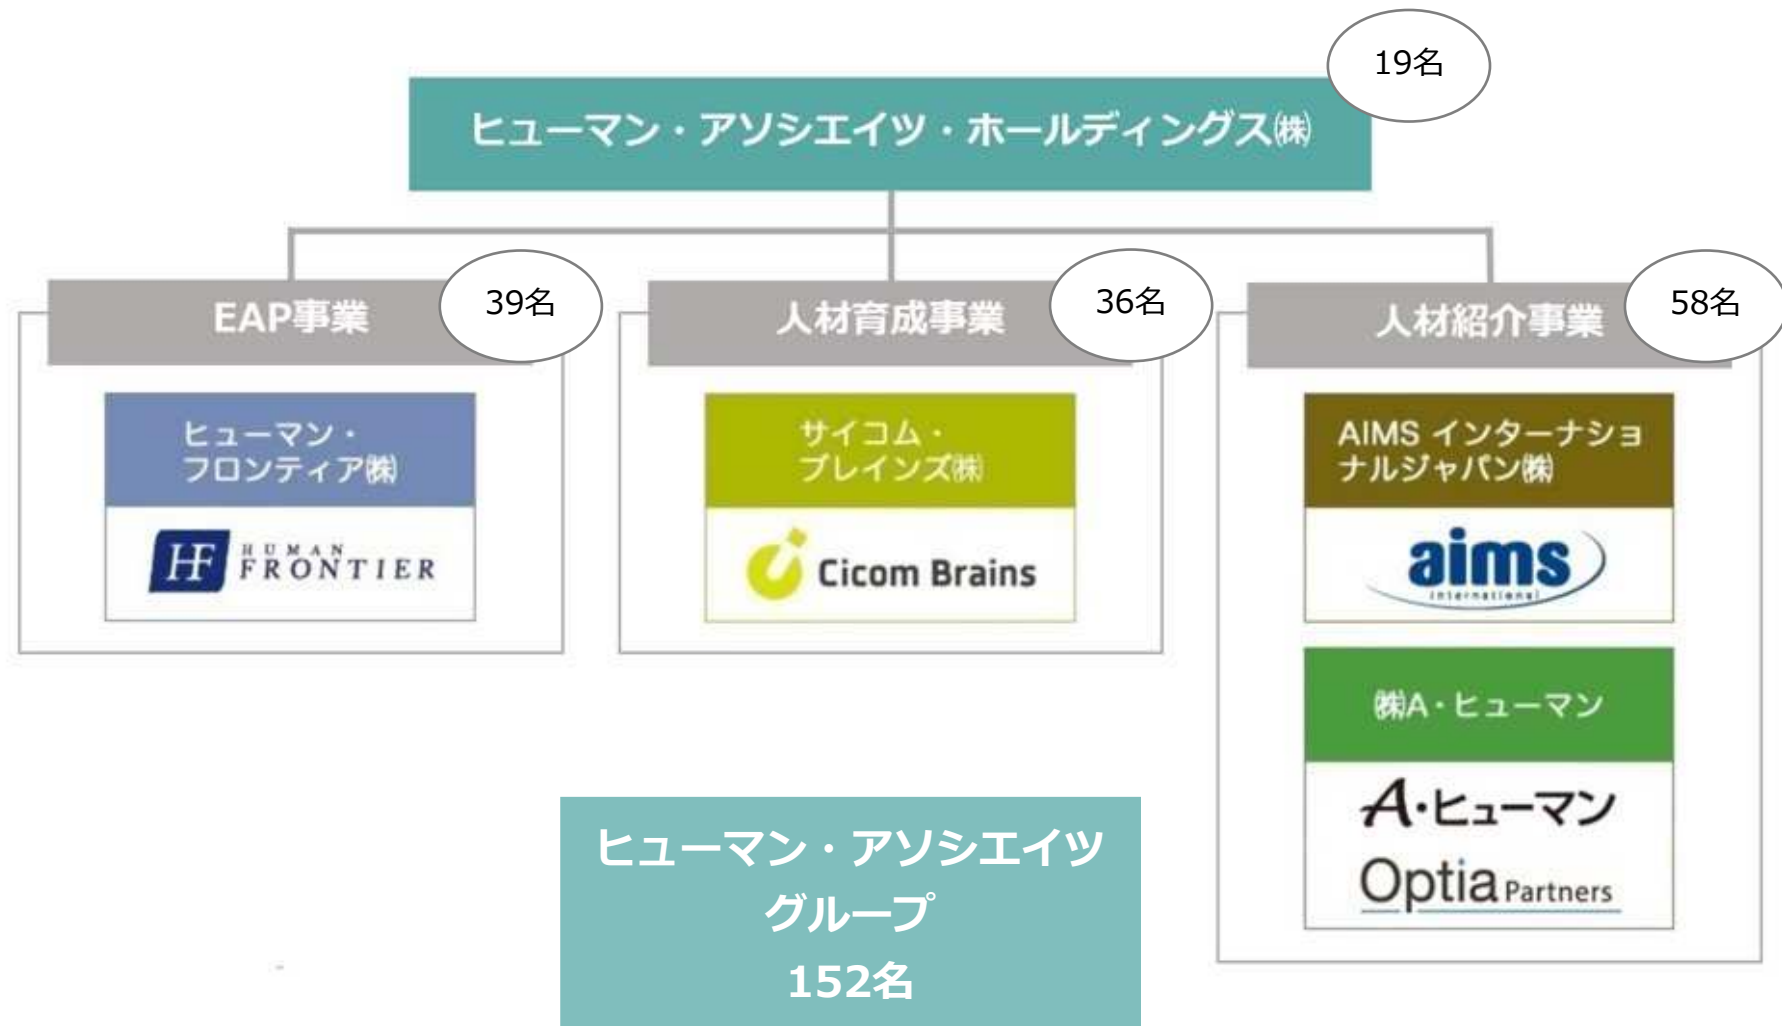 19名
ヒューマン・アソシエイツ・ホールディングス㈱
EAP事業
39名
ヒューマン・
フロンティア㈱
HF HUMAN
FRONTIER
人材育成事業
36名
サイコム・
ブレインズ㈱
Cicom Brains
人材紹介事業
58名
AIMS インターナショ
ナルジャパン㈱
aims
international
㈱A・ヒューマン
A・ヒューマン
Optia Partners
ヒューマン・アソシエイツ
グループ
152名